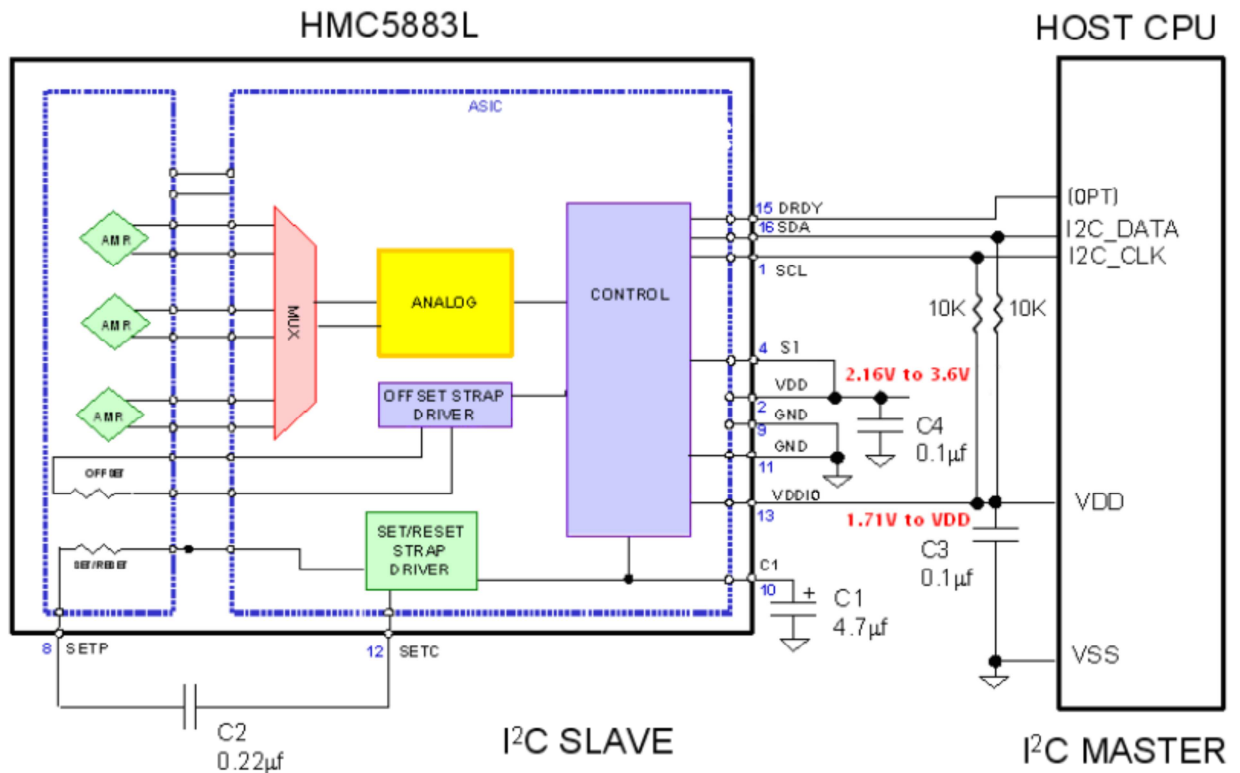 HMC5883L
HOST CPU
ASIC
AMR
AMR
AMR
MUX
ANALOG
CONTROL
OFFSET STRAP
DRIVER
OFFSET
SET/RESET
STRAP
DRIVER
SET/RESET
15 DRDY
16 SDA
1 SCL
4 S1
VDD
2
GND
9
GND
11
VDDIO
13
C1
10
8 SETP
12 SETC
(OPT)
I2C_DATA
I2C_CLK
10K
10K
2.16V to 3.6V
C4
0.1µf
1.71V to VDD
VDD
C3
0.1µf
C1
+
4.7µf
VSS
C2
0.22µf
I²C SLAVE
I²C MASTER